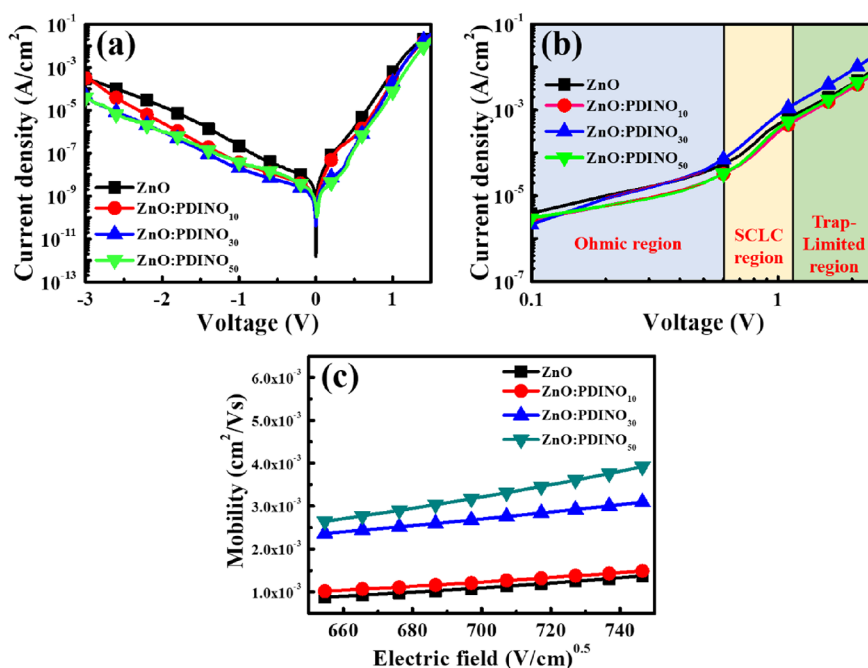 (a)
Current density (A/cm²)
10⁻¹
10⁻³
10⁻⁵
10⁻⁷
10⁻⁹
10⁻¹¹
10⁻¹³
ZnO
ZnO:PDINO₁₀
ZnO:PDINO₃₀
ZnO:PDINO₅₀
-3 -2 -1 0 1
Voltage (V)
(b)
Current density (A/cm²)
10⁻¹
10⁻³
10⁻⁵
10⁻⁷
ZnO
ZnO:PDINO₁₀
ZnO:PDINO₃₀
ZnO:PDINO₅₀
Ohmic region
SCLC
region
Trap-
Limited
region
0.1 1
Voltage (V)
(c)
Mobility (cm²/Vs)
6.0x10⁻³
5.0x10⁻³
4.0x10⁻³
3.0x10⁻³
2.0x10⁻³
1.0x10⁻³
ZnO
ZnO:PDINO₁₀
ZnO:PDINO₃₀
ZnO:PDINO₅₀
660 680 700 720 740
Electric field (V/cm)⁰·⁵